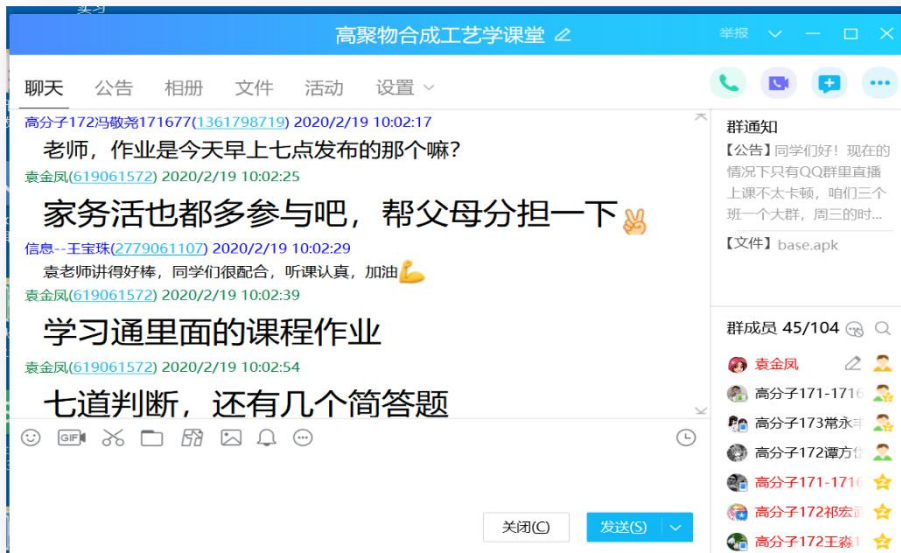 实习
高聚物合成工艺学课堂
举报
聊天 公告 相册 文件 活动 设置
高分子172冯敬尧171677(1361798719) 2020/2/19 10:02:17
老师，作业是今天早上七点发布的那个嘛？
袁金凤(619061572) 2020/2/19 10:02:25
家务活也都多参与吧，帮父母分担一下
信息--王宝珠(2779061107) 2020/2/19 10:02:29
袁老师讲得好棒，同学们很配合，听课认真，加油
袁金凤(619061572) 2020/2/19 10:02:39
学习通里面的课程作业
袁金凤(619061572) 2020/2/19 10:02:54
七道判断，还有几个简答题
GIF
关闭(C) 发送(S)
群通知
【公告】同学们好！现在的
情况下只有QQ群里直播
上课不太卡顿，咱们三个
班一个大群，周三的时...
【文件】base.apk
群成员 45/104
袁金凤
高分子171-1716
高分子173常永丰
高分子172谭方
高分子171-1716
高分子172祁宏
高分子172王淼1